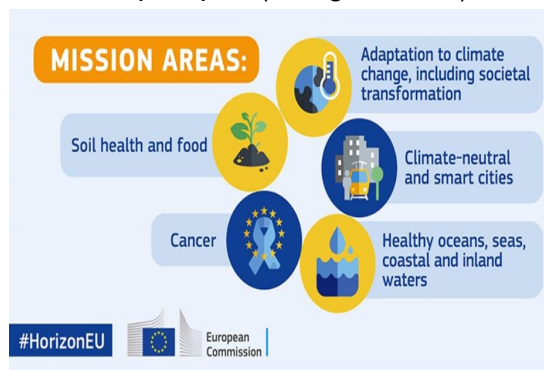 MISSION AREAS:
Adaptation to climate
change, including societal
transformation
Soil health and food
Climate-neutral
and smart cities
Cancer
Healthy oceans, seas,
coastal and inland
waters
#HorizonEU
European
Commission